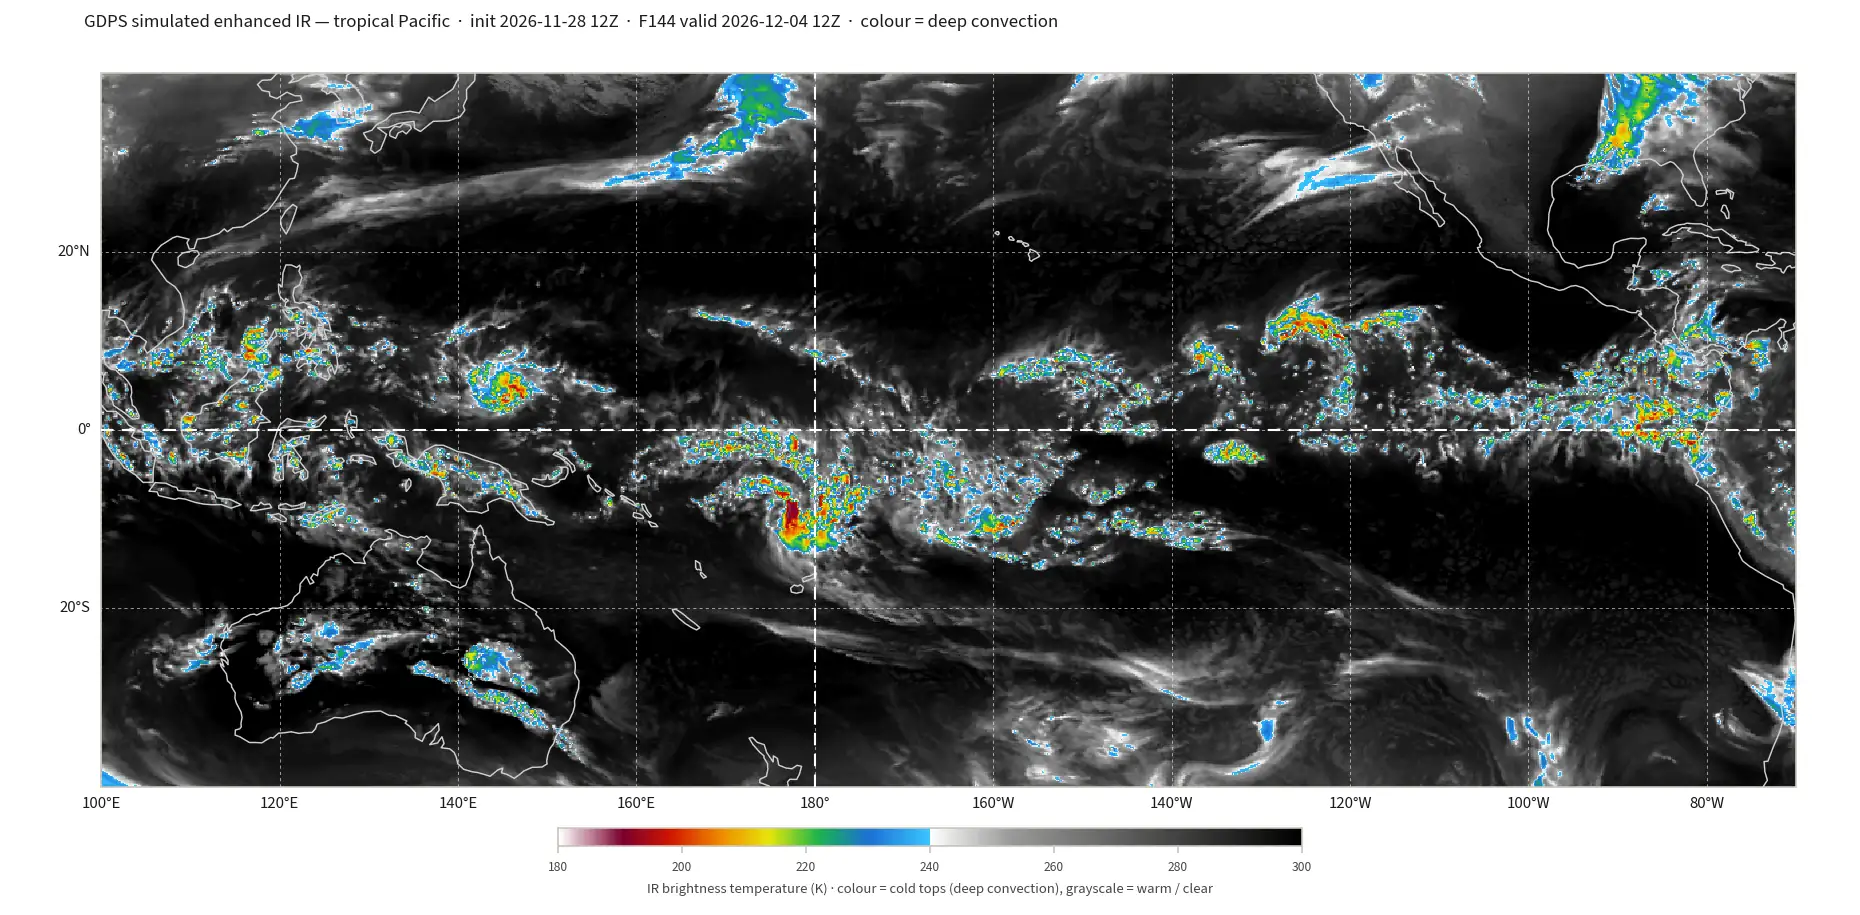 GDPS simulated enhanced IR — tropical Pacific · init 2026-11-28 12Z · F144 valid 2026-12-04 12Z · colour = deep convection
20°N
0°
20°S
100°E 120°E 140°E 160°E 180° 160°W 140°W 120°W 100°W 80°W
180 200 220 240 260 280 300
IR brightness temperature (K) · colour = cold tops (deep convection), grayscale = warm / clear